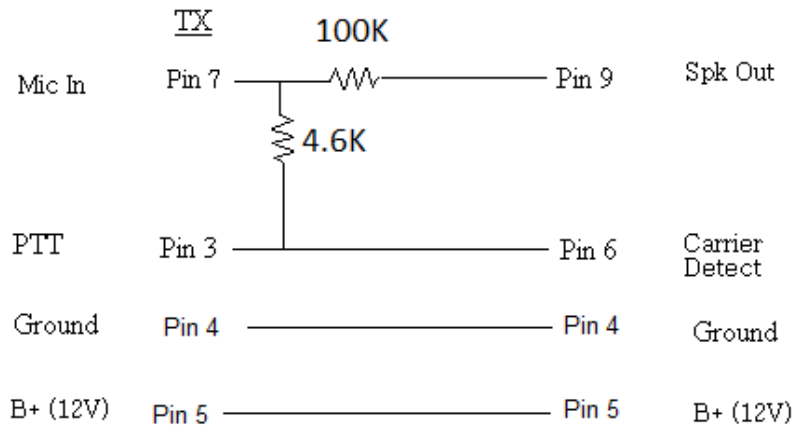 TX
100K
Mic In Pin 7 Pin 9 Spk Out
4.6K
PTT Pin 3 Pin 6 Carrier
Detect
Ground Pin 4 Pin 4 Ground
B+ (12V) Pin 5 Pin 5 B+ (12V)